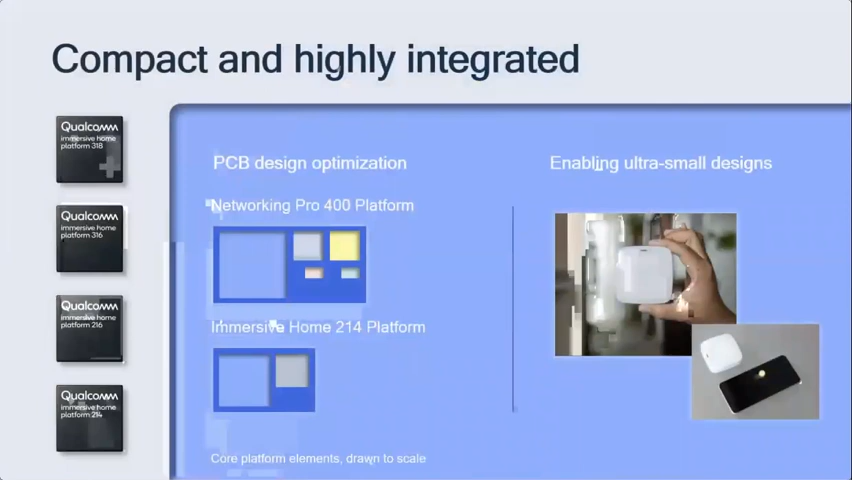 Compact and highly integrated
Qualcomm
immersive home
platform 318
Qualcomm
immersive home
platform 316
Qualcomm
immersive home
platform 216
Qualcomm
immersive home
platform 214
PCB design optimization
Networking Pro 400 Platform
Immersive Home 214 Platform
Core platform elements, drawn to scale
Enabling ultra-small designs